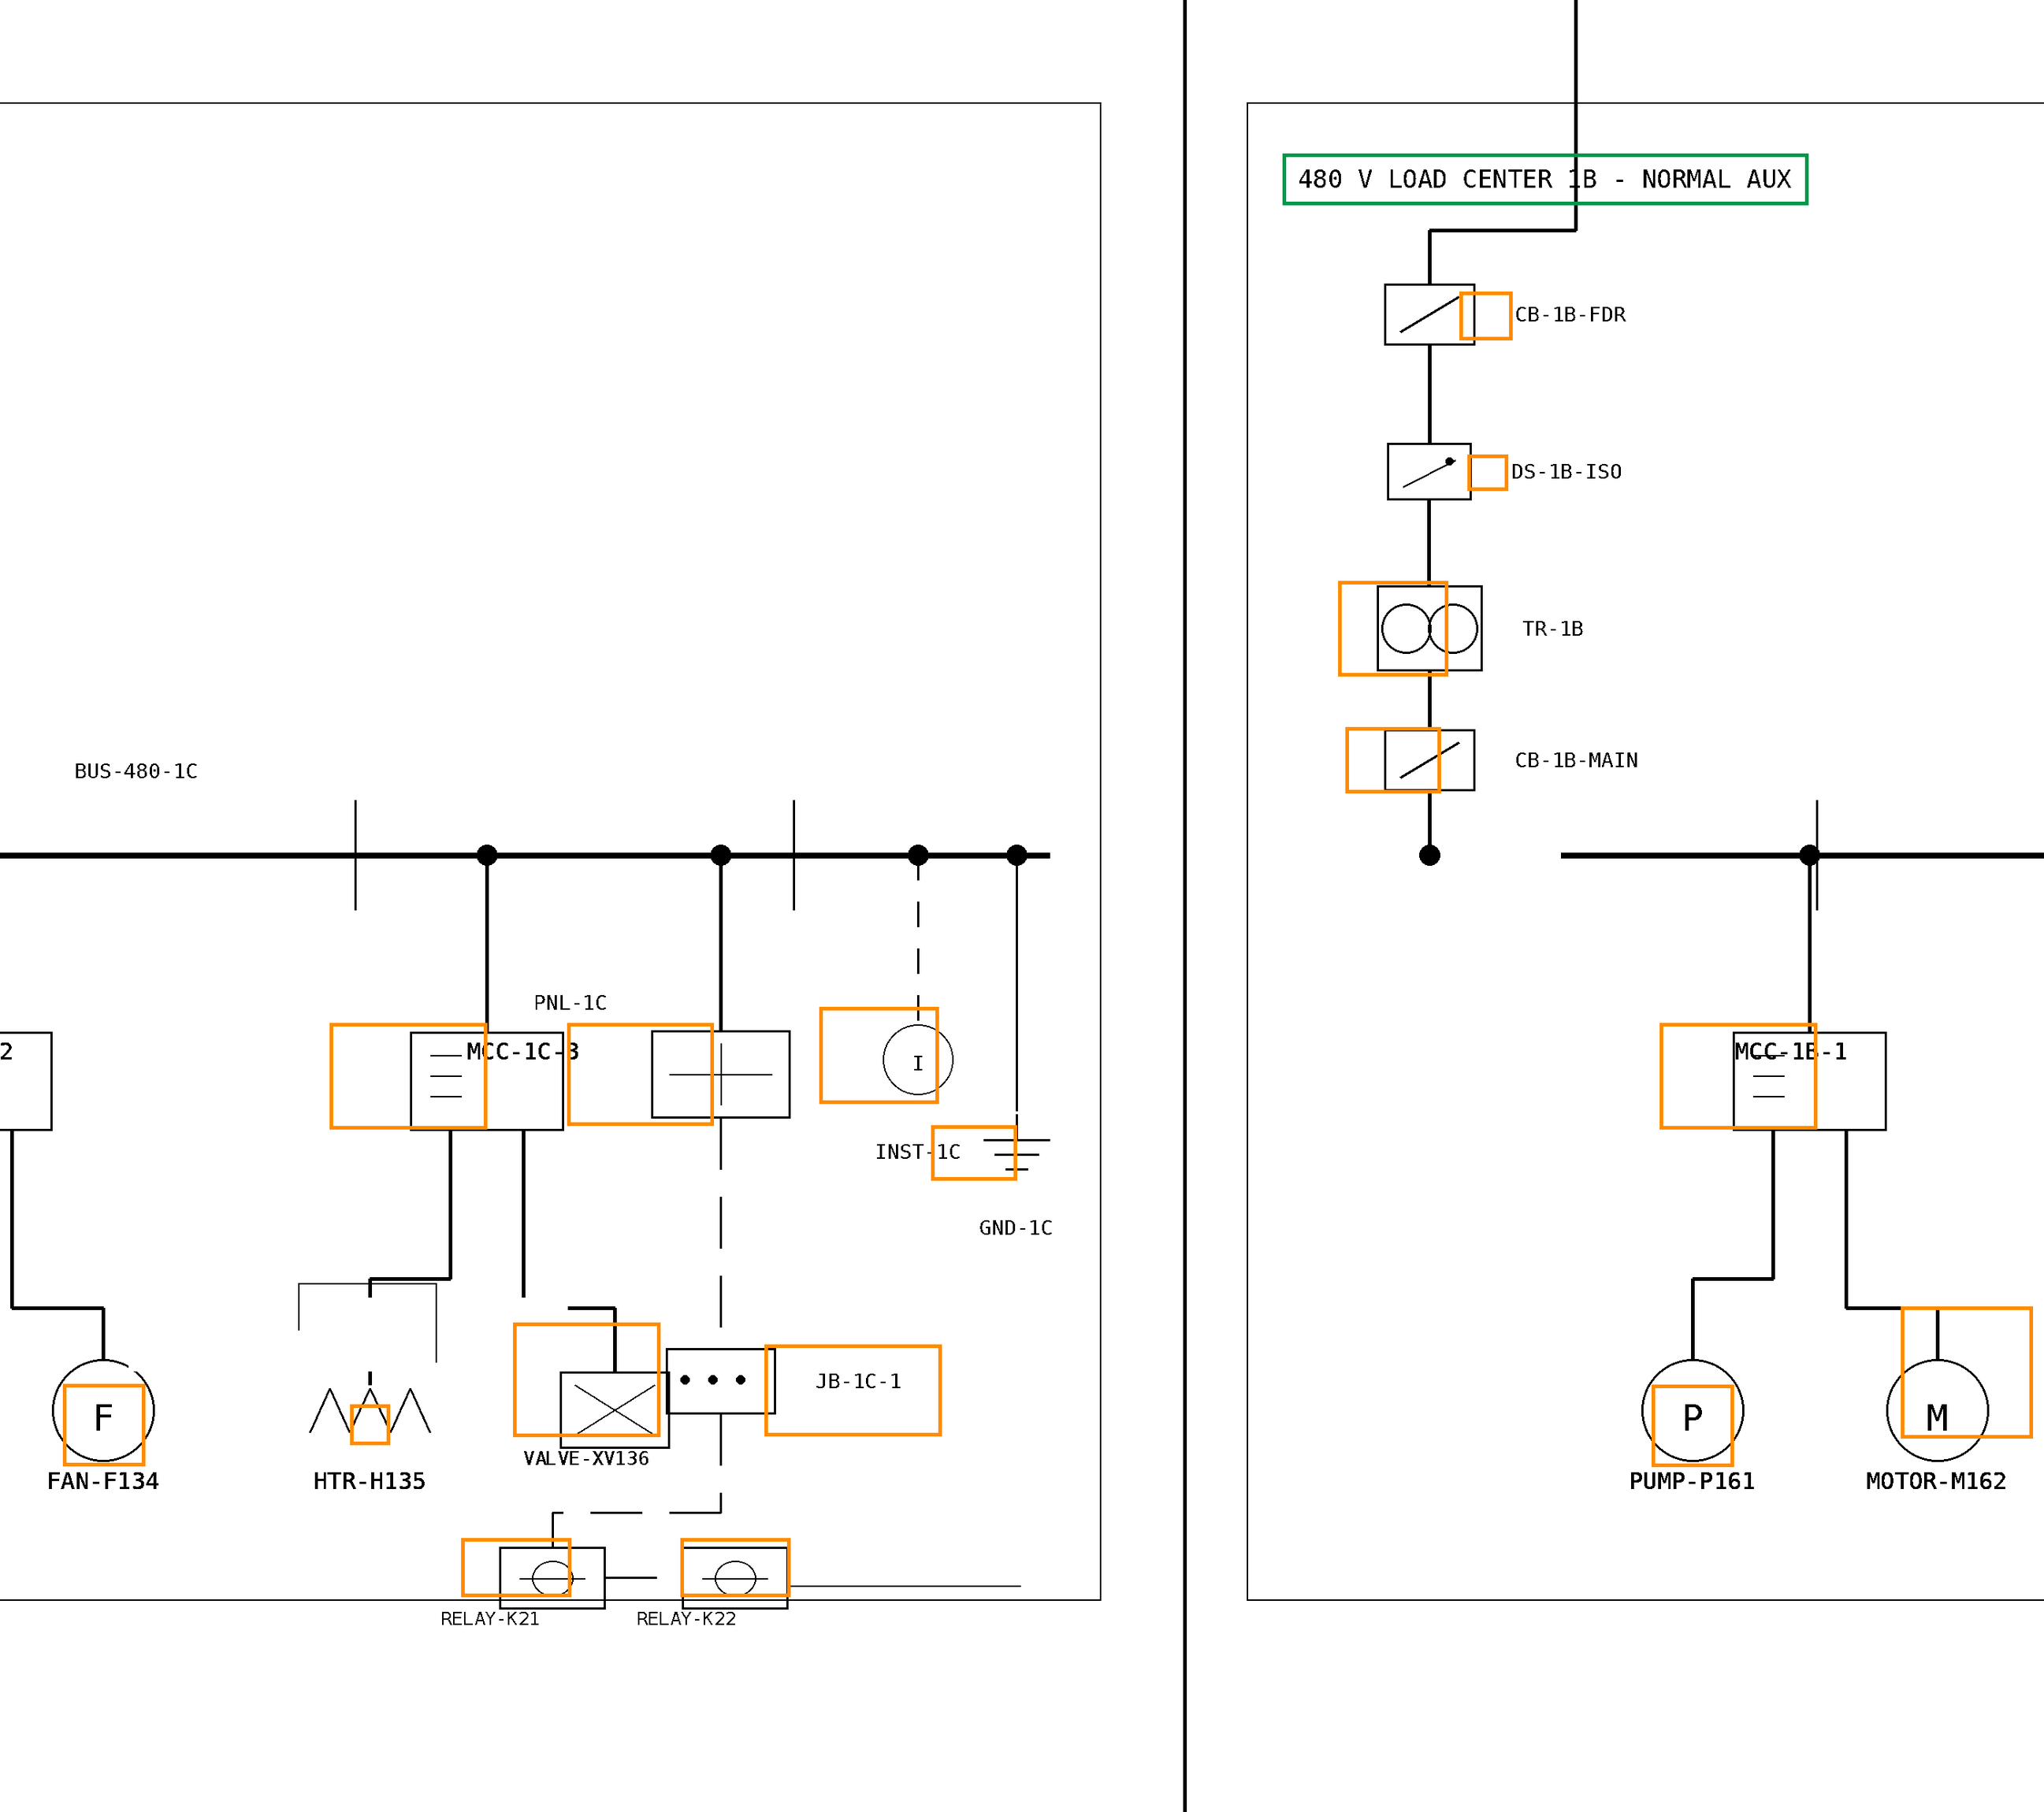 480 V LOAD CENTER 1B - NORMAL AUX
CB-1B-FDR
DS-1B-ISO
TR-1B
CB-1B-MAIN
BUS-480-1C
PNL-1C
2
MCC-1C-3
I
MCC-1B-1
INST-1C
GND-1C
JB-1C-1
F
P
M
VALVE-XV136
FAN-F134
HTR-H135
PUMP-P161
MOTOR-M162
RELAY-K21
RELAY-K22